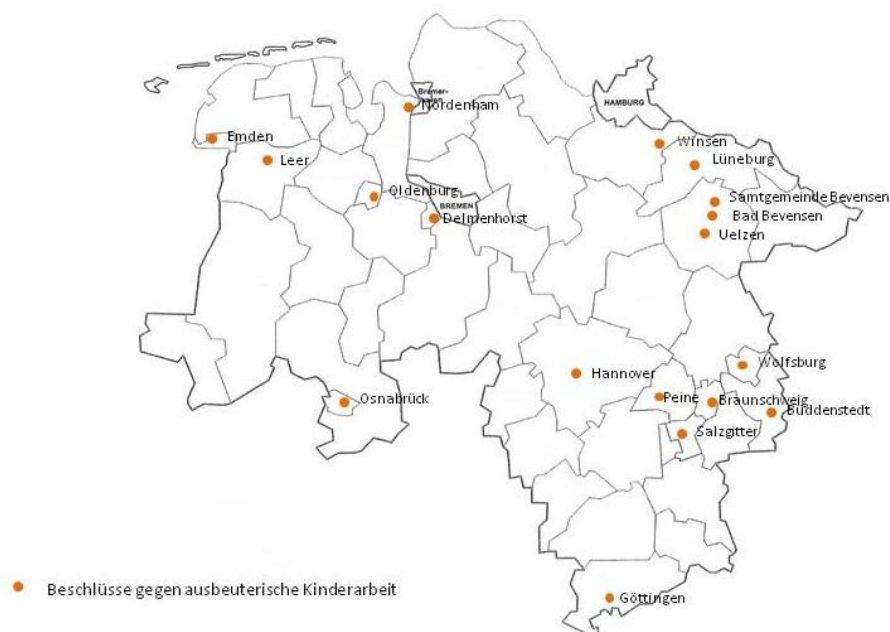 Bremer-
haven
Nordenham
HAMBURG
Emden
Winsen
Leer
Lüneburg
Oldenburg
Samtgemeinde Bevensen
BREMEN
Delmenhorst
Bad Bevensen
Uelzen
Wolfsburg
Hannover
Peine
Braunschweig
Osnabrück
Buddenstedt
Salzgitter
Beschlüsse gegen ausbeuterische Kinderarbeit
Göttingen